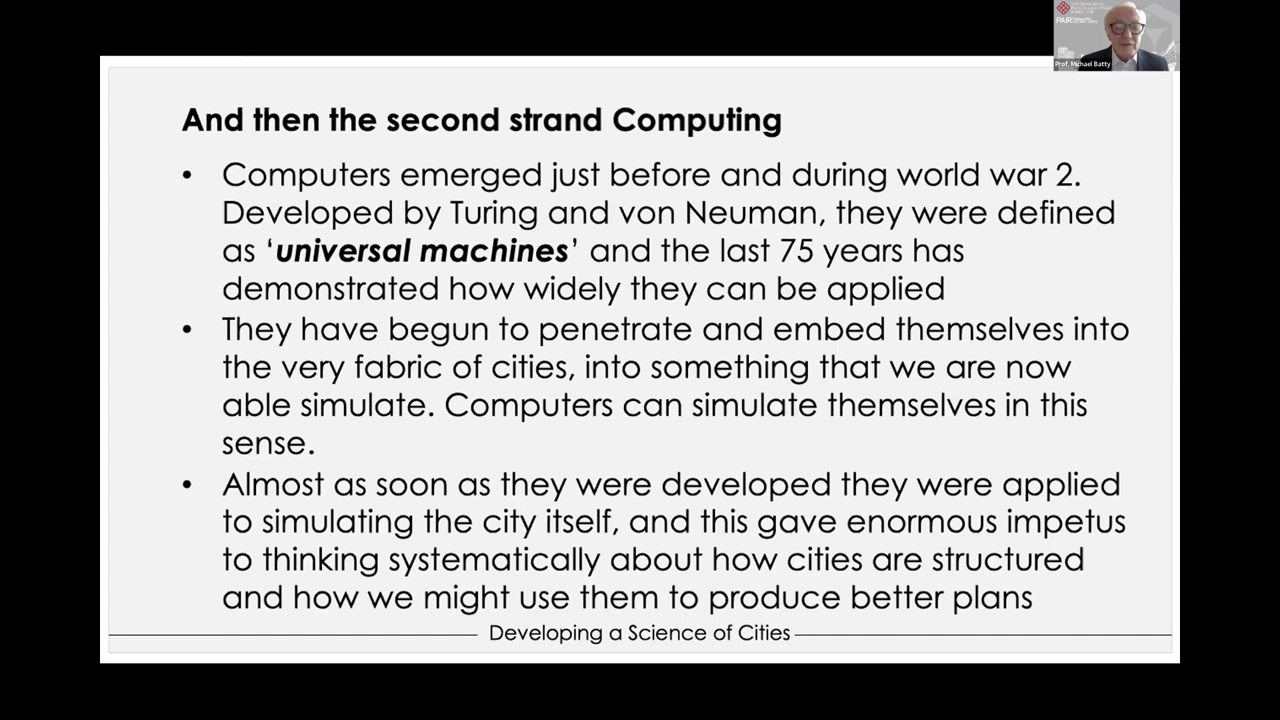 PAIR
Prof. Michael Batty
And then the second strand Computing
• Computers emerged just before and during world war 2.
Developed by Turing and von Neuman, they were defined
as ‘universal machines’ and the last 75 years has
demonstrated how widely they can be applied
• They have begun to penetrate and embed themselves into
the very fabric of cities, into something that we are now
able simulate. Computers can simulate themselves in this
sense.
• Almost as soon as they were developed they were applied
to simulating the city itself, and this gave enormous impetus
to thinking systematically about how cities are structured
and how we might use them to produce better plans
Developing a Science of Cities